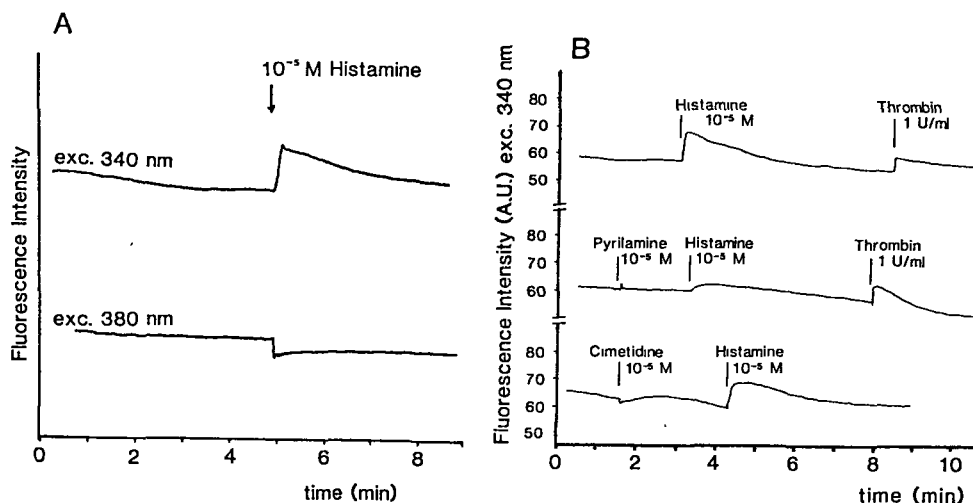 A
10⁻⁵ M Histamine
exc. 340 nm
exc. 380 nm
Fluorescence Intensity
0 2 4 6 8
time (min)
B
Fluorescence Intensity (A.U.) exc. 340 nm
80
70
60
50
Histamine
10⁻⁵ M
Thrombin
1 U/ml
80
70
60
Pyrilamine
10⁻⁵ M
Histamine
10⁻⁵ M
Thrombin
1 U/ml
80
70
60
50
Cimetidine
10⁻⁵ M
Histamine
10⁻⁵ M
0 2 4 6 8 10
time (min)